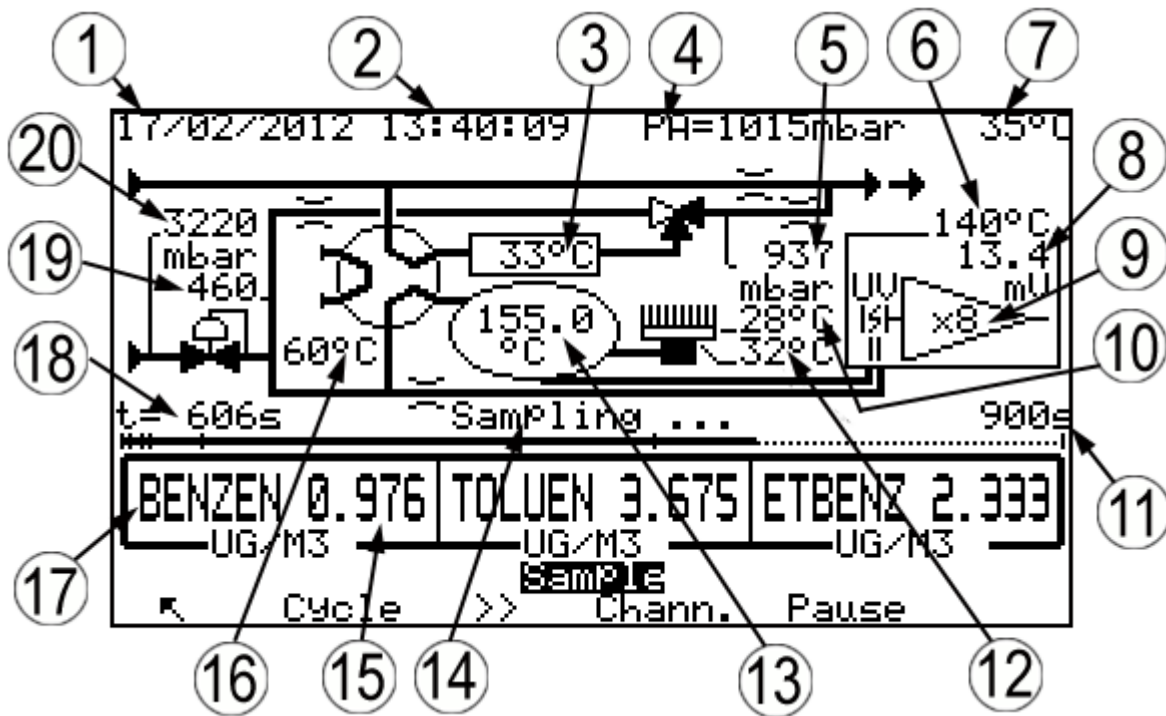 1 2 3 4 5 6 7
17/02/2012 13:40:09 PA=1015mbar 35°C
20 8
3220 140°C
mbar 33°C 937 13.4
19 9
460 mbar mV
UV
155.0 28°C x8
60°C °C 32°C
18 10
t= 606s Sampling ... 900s
BENZEN 0.976 TOLUEN 3.675 ETBENZ 2.333
11
UG/M3 UG/M3 UG/M3
17
Sample
Cycle >> Chann. Pause
16 15 14 13 12